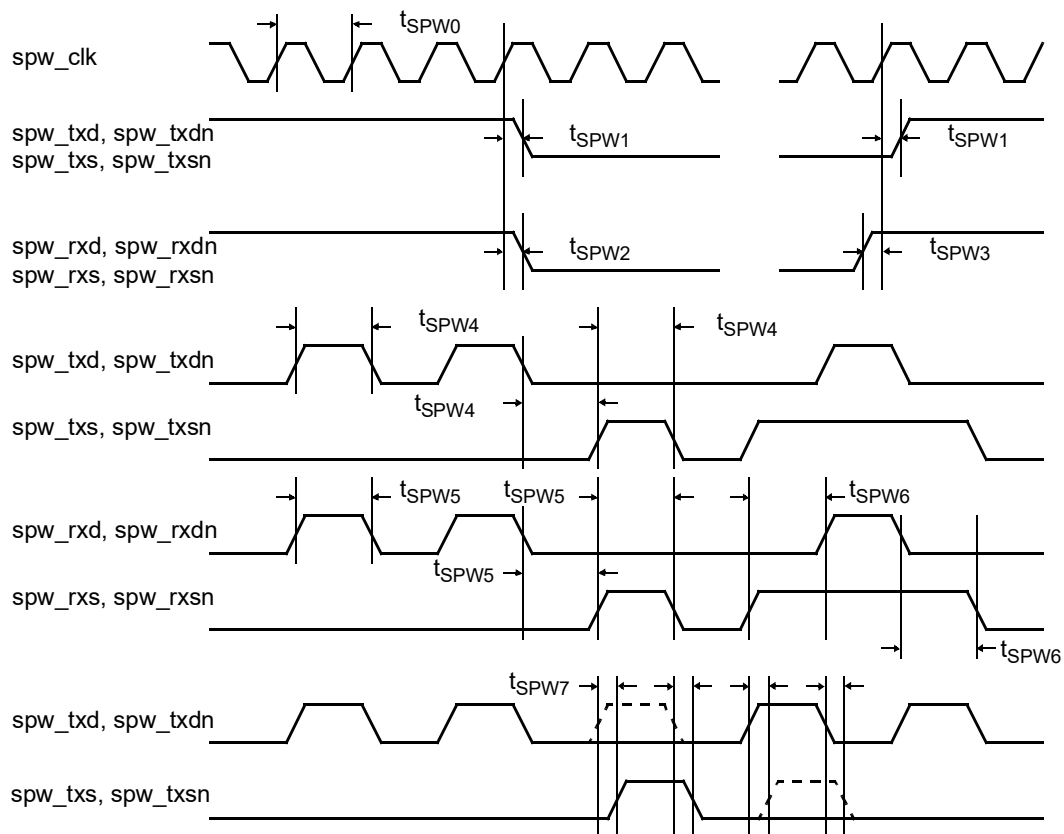 tSPW0
spw_clk
spw_txd, spw_txdn
spw_txs, spw_txsn
tSPW1
tSPW1
spw_rxd, spw_rxdn
spw_rxs, spw_rxsn
tSPW2
tSPW3
tSPW4
tSPW4
spw_txd, spw_txdn
tSPW4
spw_txs, spw_txsn
tSPW5
tSPW5
tSPW6
spw_rxd, spw_rxdn
tSPW5
spw_rxs, spw_rxsn
tSPW6
tSPW7
spw_txd, spw_txdn
spw_txs, spw_txsn